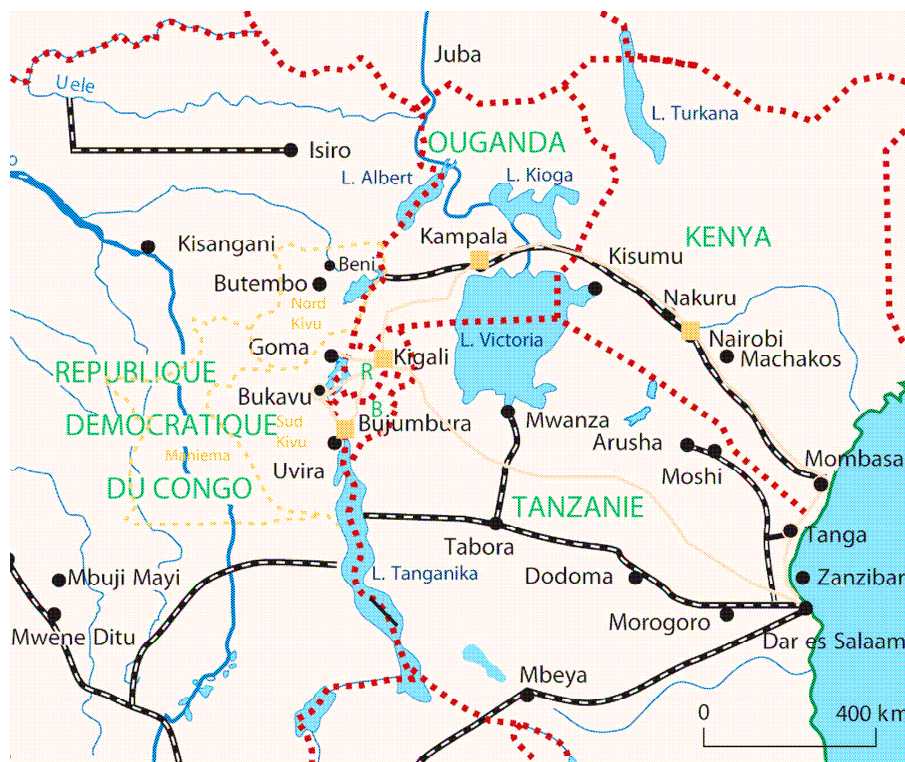 Juba
Uele
L. Turkana
OUGANDA
Isiro
L. Albert
L. Kioga
Kampala
KENYA
Kisangani
Kisumu
Beni
Butembo
Nord
Kivu
Nakuru
Goma
L. Victoria
Nairobi
Kigali
Machakos
REPUBLIQUE
R
Bukavu
B
DEMOCRATIQUE
Sud
Kivu
Bujumbura
Mwanza
Arusha
Maniema
Uvira
Moshi
Mombasa
DU CONGO
TANZANIE
Tabora
Tanga
L. Tanganika
Mbuji Mayi
Dodoma
Zanzibar
Mwene Ditu
Morogoro
Dar es Salaam
Mbeya
0
400 km